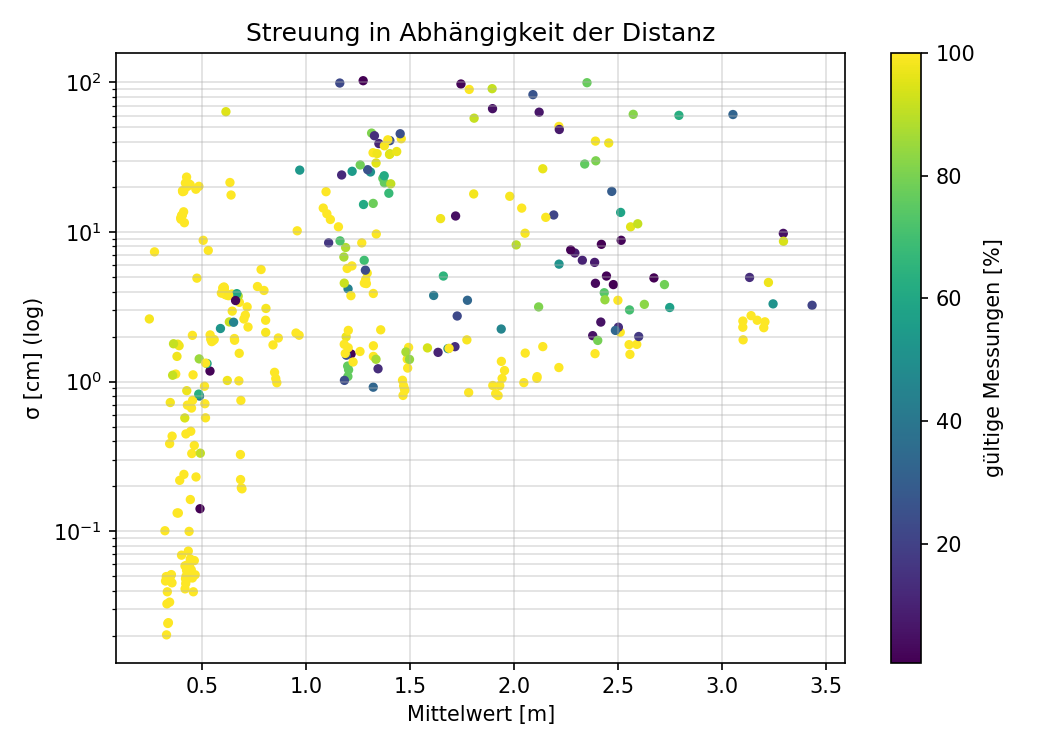 Streuung in Abhängigkeit der Distanz
σ [cm] (log)
10²
10¹
10⁰
10⁻¹
0.5 1.0 1.5 2.0 2.5 3.0 3.5
Mittelwert [m]
100
80
60
40
20
gültige Messungen [%]